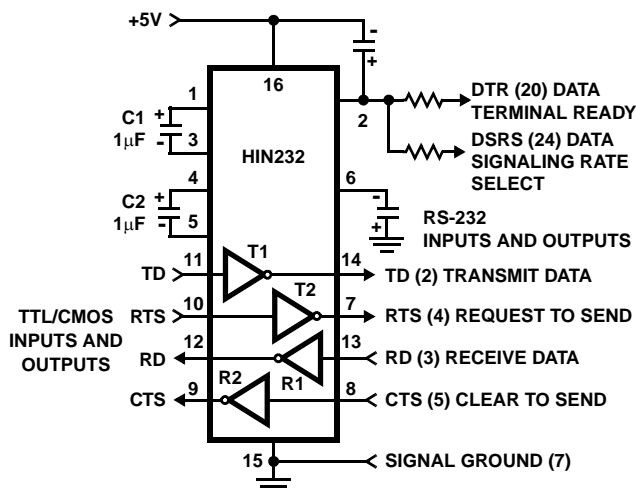 +5V
-
+
1
16
C1
+
1µF
-
3
2
DTR (20) DATA
TERMINAL READY
HIN232
DSRS (24) DATA
SIGNALING RATE
SELECT
4
6
C2
+
1µF
-
5
-
+
RS-232
INPUTS AND OUTPUTS
T1
TD
11
14
TD (2) TRANSMIT DATA
T2
TTL/CMOS
INPUTS AND
OUTPUTS
RTS
10
7
RTS (4) REQUEST TO SEND
RD
12
R1
13
RD (3) RECEIVE DATA
R2
CTS
9
8
CTS (5) CLEAR TO SEND
15
SIGNAL GROUND (7)